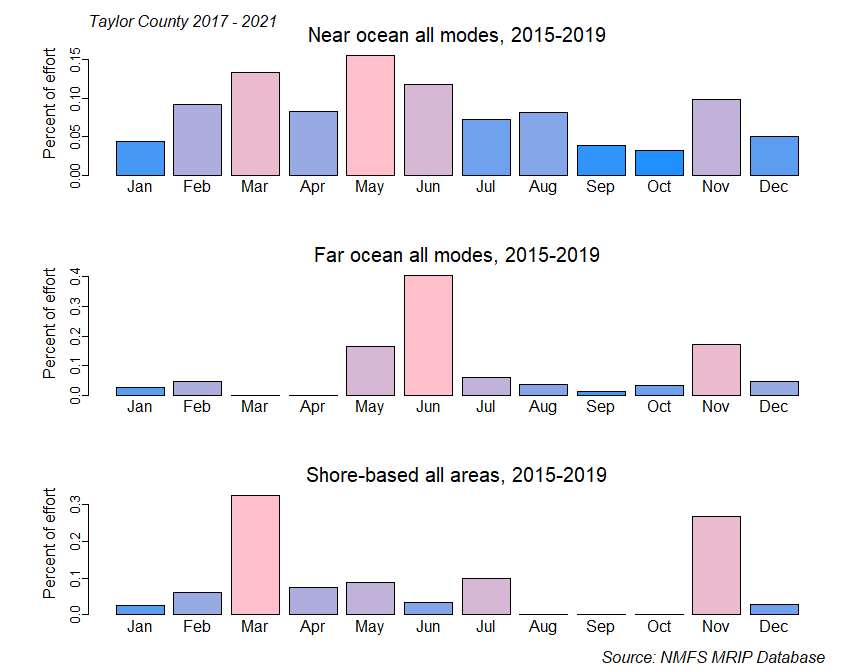 Taylor County 2017 - 2021
Near ocean all modes, 2015-2019
Percent of effort
0.00 0.05 0.10 0.15
Jan Feb Mar Apr May Jun Jul Aug Sep Oct Nov Dec
Far ocean all modes, 2015-2019
Percent of effort
0.0 0.1 0.2 0.3 0.4
Jan Feb Mar Apr May Jun Jul Aug Sep Oct Nov Dec
Shore-based all areas, 2015-2019
Percent of effort
0.0 0.1 0.2 0.3
Jan Feb Mar Apr May Jun Jul Aug Sep Oct Nov Dec
Source: NMFS MRIP Database